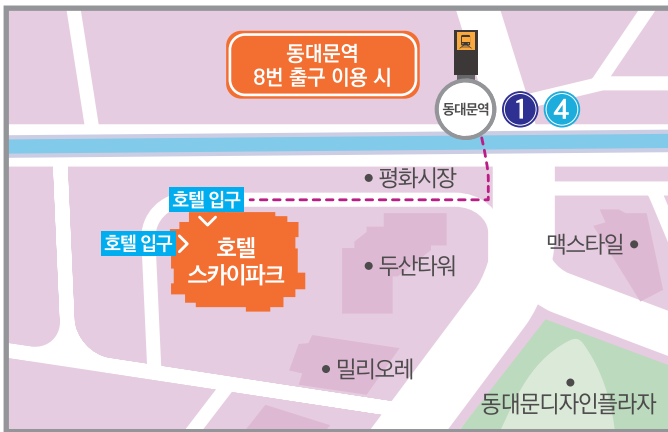 동대문역
8번 출구 이용 시
동대문역
1
4
평화시장
호텔 입구
호텔 입구
호텔
스카이파크
두산타워
맥스타일
밀리오레
동대문디자인플라자